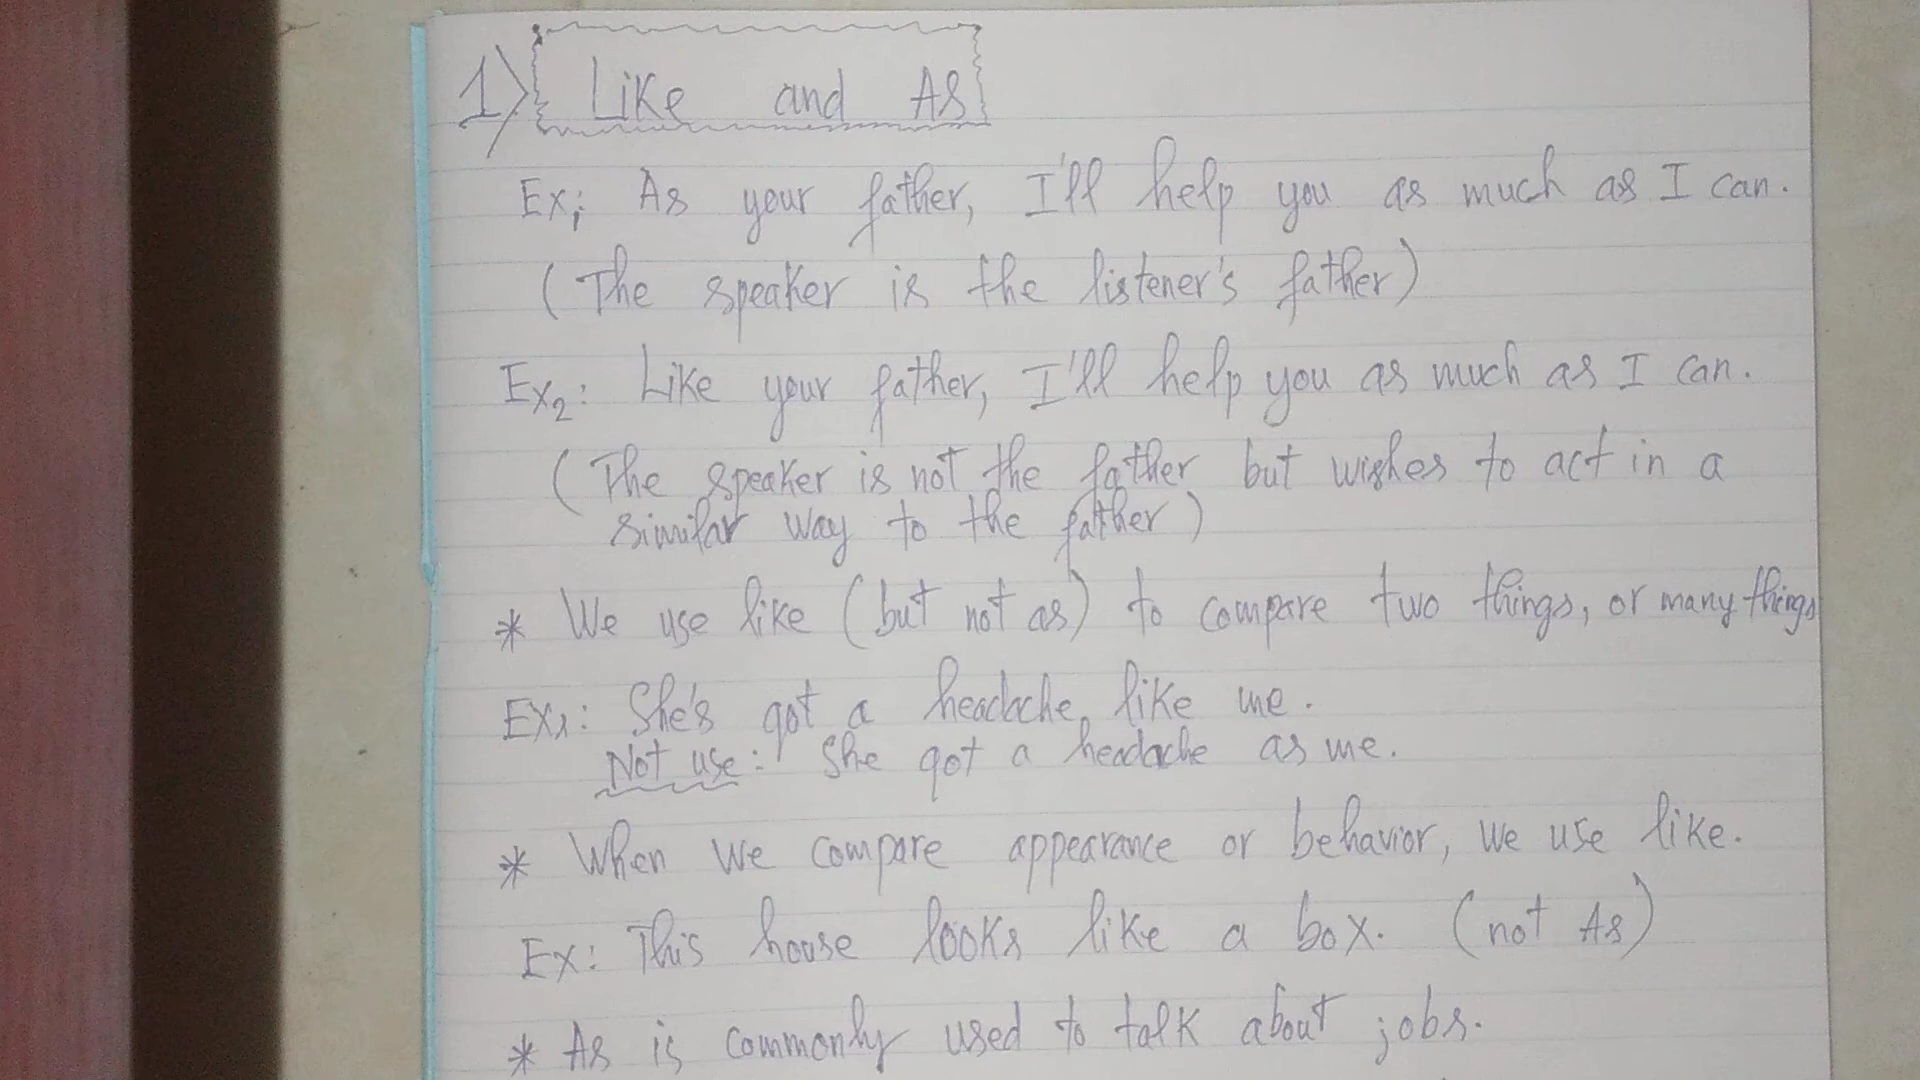 1) Like and As
Ex1: As your father, I'll help you as much as I can.
(The speaker is the listener's father)
Ex2: Like your father, I'll help you as much as I can.
(The speaker is not the father but wishes to act in a
similar way to the father)
* We use like (but not as) to compare two things, or many things
Ex1: She's got a headache, like me.
Not use: She got a headache as me.
* When we compare appearance or behavior, we use like.
Ex: This house looks like a box. (not As)
* As is commonly used to talk about jobs.